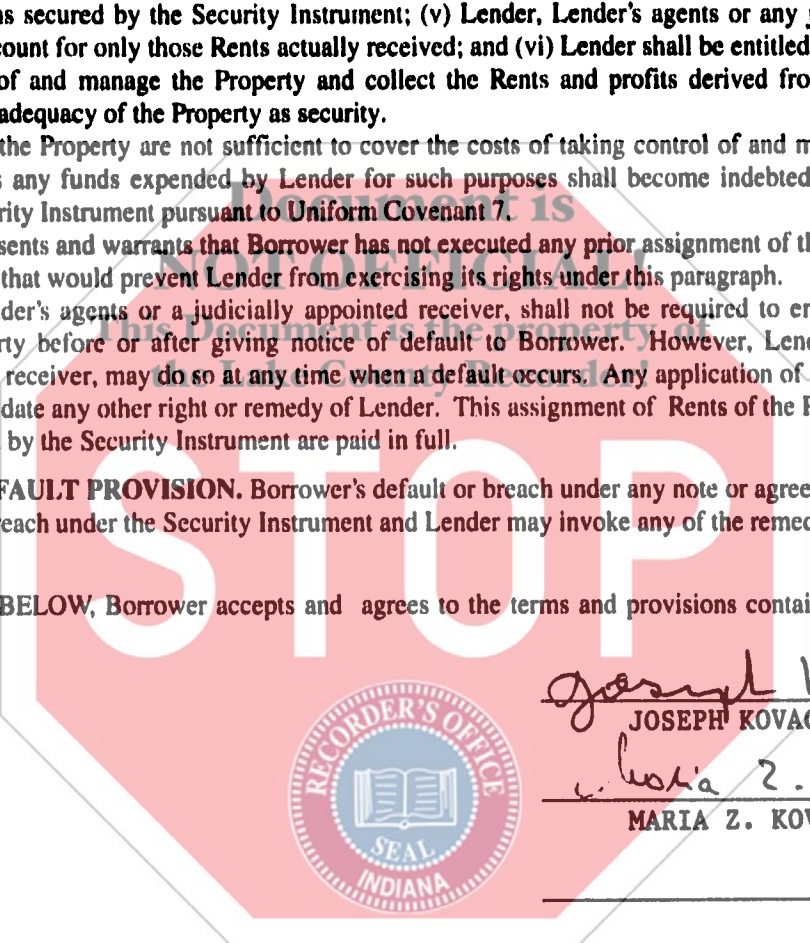 s secured by the Security Instrument; (v) Lender, Lender's agents or any
count for only those Rents actually received; and (vi) Lender shall be entitled
of and manage the Property and collect the Rents and profits derived fro
adequacy of the Property as security.
the Property are not sufficient to cover the costs of taking control of and m
s any funds expended by Lender for such purposes shall become indebted
rity Instrument pursuant to Uniform Covenant 7.
Document is
sents and warrants that Borrower has not executed any prior assignment of th
NOT OFFICIAL!
that would prevent Lender from exercising its rights under this paragraph.
der's agents or a judicially appointed receiver, shall not be required to en
This Document is the property of
rty before or after giving notice of default to Borrower. However, Lend
the Lake County Recorder!
receiver, may do so at any time when a default occurs. Any application of
date any other right or remedy of Lender. This assignment of Rents of the P
by the Security Instrument are paid in full.
FAULT PROVISION. Borrower's default or breach under any note or agree
reach under the Security Instrument and Lender may invoke any of the remed
STOP
BELOW, Borrower accepts and agrees to the terms and provisions contai
Joseph
JOSEPH KOVAC
Maria Z.
MARIA Z. KOV
RECORDER'S OFFICE
SEAL
INDIANA